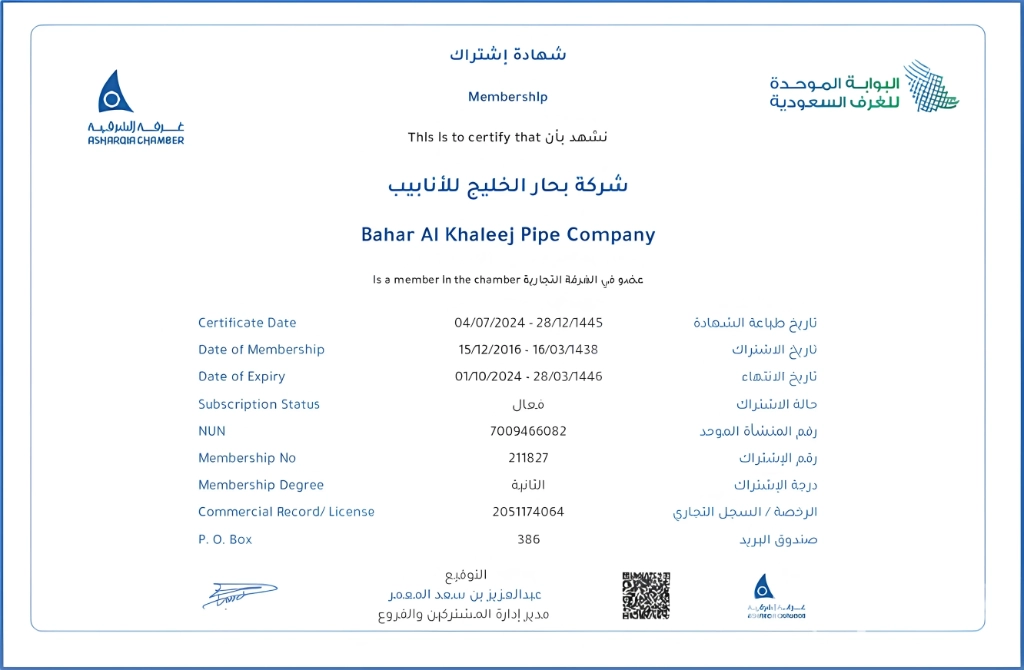 شهادة إشتراك
Membership
غرفة الشرقية
ASHARQIA CHAMBER
البوابة الموحدة
للغرف السعودية
This is to certify that نشهد بأن
شركة بحار الخليج للأنابيب
Bahar Al Khaleej Pipe Company
Is a member in the chamber عضو في الغرفة التجارية
Certificate Date 04/07/2024 - 28/12/1445 تاريخ طباعة الشهادة
Date of Membership 15/12/2016 - 16/03/1438 تاريخ الاشتراك
Date of Expiry 01/10/2024 - 28/03/1446 تاريخ الانتهاء
Subscription Status فعال حالة الاشتراك
NUN 7009466082 رقم المنشأة الموحد
Membership No 211827 رقم الإشتراك
Membership Degree الثانية درجة الإشتراك
Commercial Record/ License 2051174064 الرخصة / السجل التجاري
P. O. Box 386 صندوق البريد
التوقيع
عبدالعزيز بن سعد المعمر
مدير إدارة المشتركين والفروع
غرفة الشرقية
ASHARQIA CHAMBER